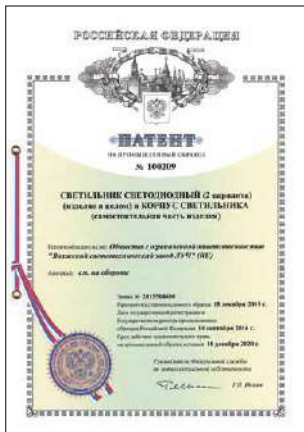 РОССИЙСКАЯ ФЕДЕРАЦИЯ
ПАТЕНТ
НА ПРОМЫШЛЕННЫЙ ОБРАЗЕЦ
№ 100209
СВЕТИЛЬНИК СВЕТОДИОДНЫЙ (2 варианта)
(изделие в целом) и КОРПУС СВЕТИЛЬНИКА
(самостоятельная часть изделия)
Патентообладатель: Общество с ограниченной ответственностью
"Волжский светотехнический завод ЛУЧ" (RU)
Авторы: см. на обороте
Заявка №
Приоритет промышленного образца 18 декабря 2015 г.
Дата государственной регистрации
Государственном реестре промышленных
образцов Российской Федерации 14 сентября 2016 г.
Срок действия исключительного права
на промышленный образец истекает 18 декабря 2020 г.
Руководитель Федеральной службы
по интеллектуальной собственности
Г.П. Ивлиев